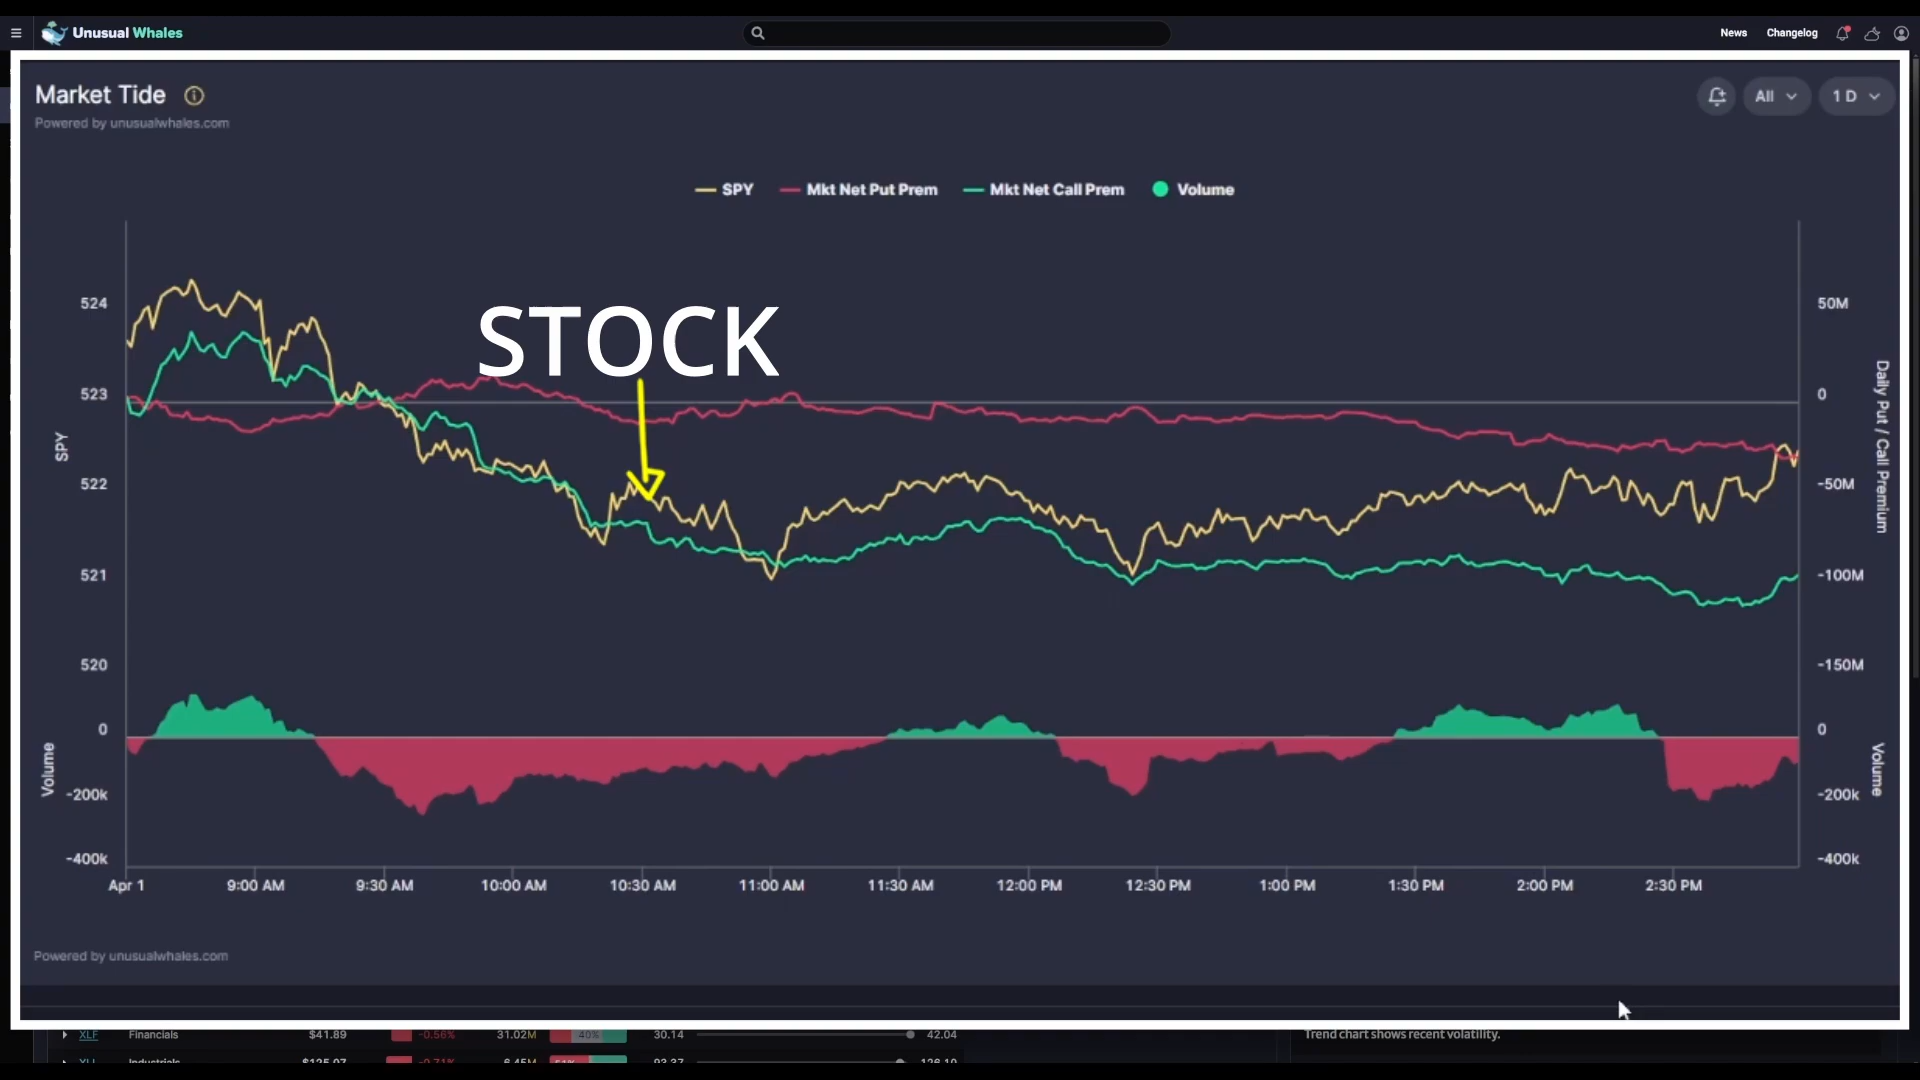 Unusual Whales
News Changelog
Market Tide
All 1 D
Powered by unusualwhales.com
SPY Mkt Net Put Prem Mkt Net Call Prem Volume
STOCK
524 50M
523 0
522 -50M
521 -100M
520 -150M
SPY
Daily Put / Call Premium
0 0
-200k -200k
-400k -400k
Volume
Volume
Apr 1 9:00 AM 9:30 AM 10:00 AM 10:30 AM 11:00 AM 11:30 AM 12:00 PM 12:30 PM 1:00 PM 1:30 PM 2:00 PM 2:30 PM
Powered by unusualwhales.com
XLF Financials $41.89 -0.56% 31.02M 40% 30.14 42.04
Trend chart shows recent volatility.